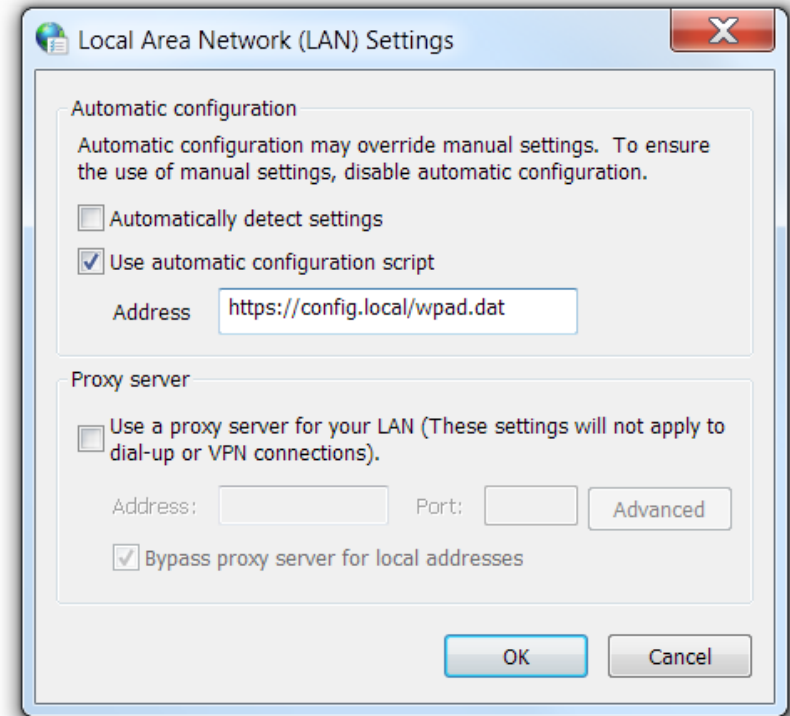 Local Area Network (LAN) Settings
Automatic configuration
Automatic configuration may override manual settings. To ensure
the use of manual settings, disable automatic configuration.
Automatically detect settings
Use automatic configuration script
Address https://config.local/wpad.dat
Proxy server
Use a proxy server for your LAN (These settings will not apply to
dial-up or VPN connections).
Address: Port: Advanced
Bypass proxy server for local addresses
OK Cancel